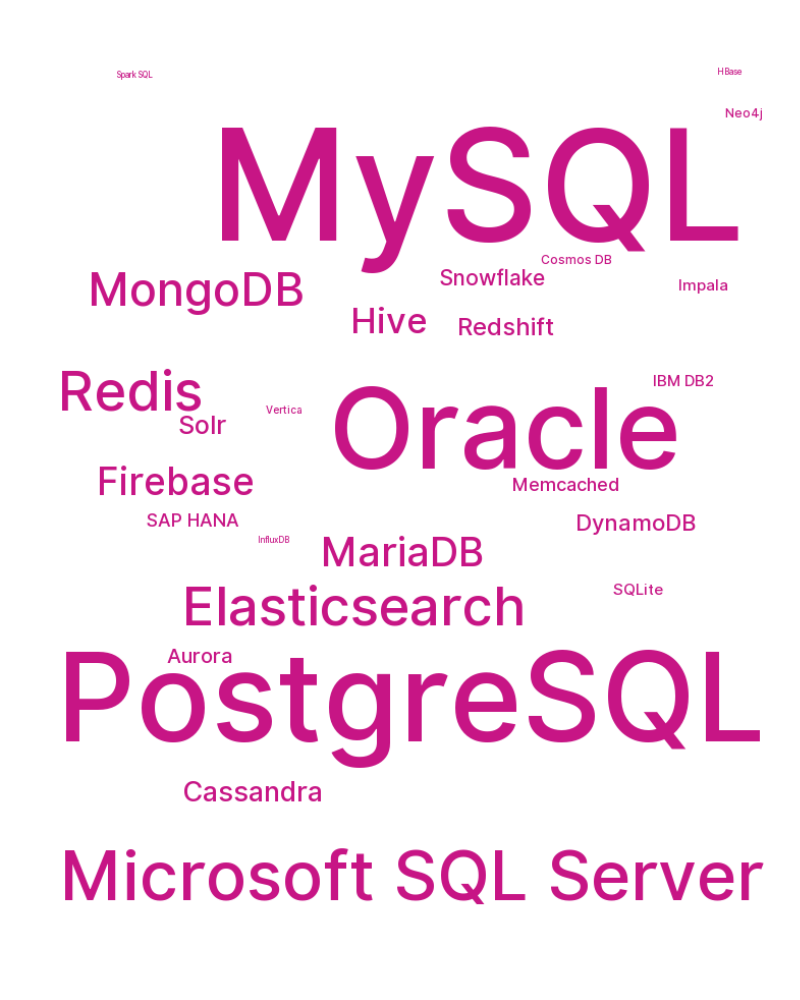 Spark SQL
HBase
Neo4j
MySQL
Cosmos DB
Snowflake
Impala
MongoDB
Hive
Redshift
Redis
IBM DB2
Vertica
Solr
Oracle
Firebase
Memcached
SAP HANA
DynamoDB
InfluxDB
MariaDB
SQLite
Elasticsearch
Aurora
PostgreSQL
Cassandra
Microsoft SQL Server